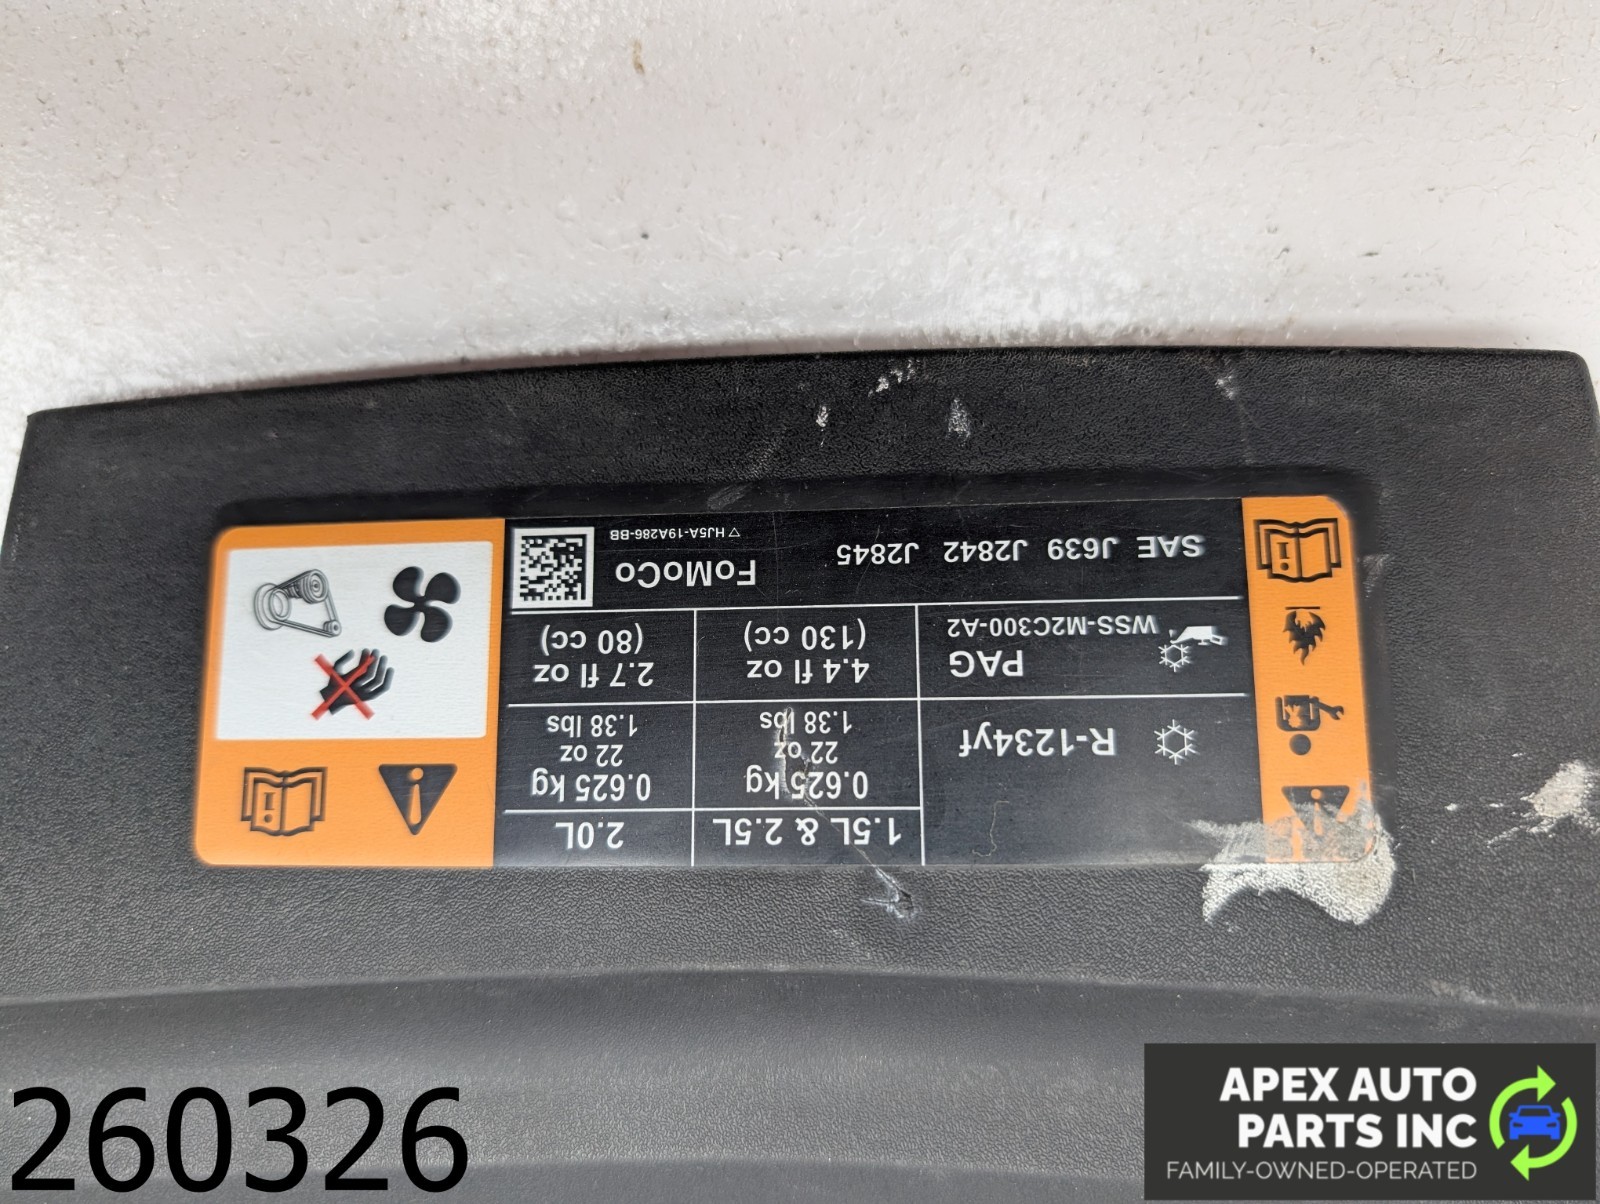 1.5L & 2.5L
2.0L
R-1234yf
0.625 kg
22 oz
1.38 lbs
0.625 kg
22 oz
1.38 lbs
PAG
WSS-M2C300-A2
4.4 fl oz
(130 cc)
2.7 fl oz
(80 cc)
SAE J639 J2842 J2845
FoMoCo
▽ HJ5A-19A286-BB
260326
APEX AUTO
PARTS INC
FAMILY-OWNED-OPERATED